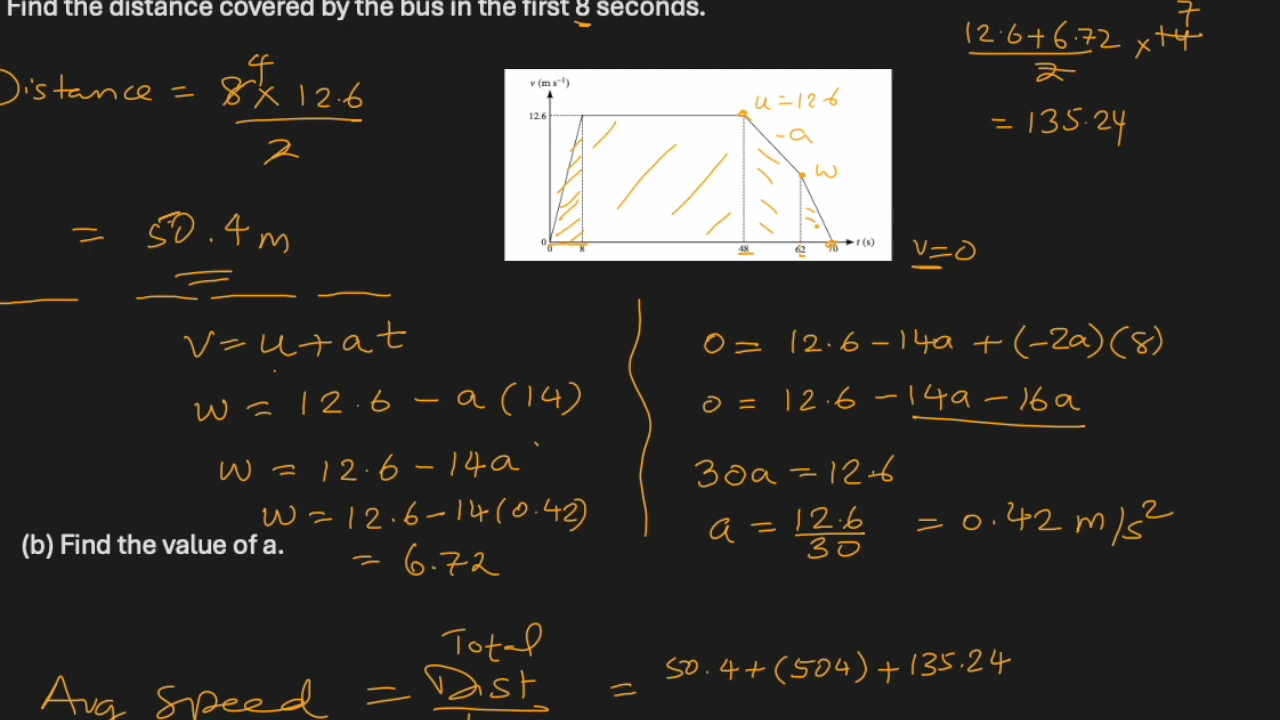 Find the distance covered by the bus in the first 8 seconds.
Distance = 8 4 × 12.6
2
= 50.4 m
v (m s⁻¹)
12.6
u = 12.6
-a
w
0
0 8 48 62 70 t (s)
v=0
12.6+6.72 × 14 7
2
= 135.24
v = u + at
w = 12.6 - a (14)
w = 12.6 - 14a
w = 12.6 - 14(0.42)
= 6.72
0 = 12.6 - 14a + (-2a)(8)
0 = 12.6 - 14a - 16a
30a = 12.6
a = 12.6 = 0.42 m/s²
30
(b) Find the value of a.
Avg speed = Total
Dist = 50.4 + (504) + 135.24